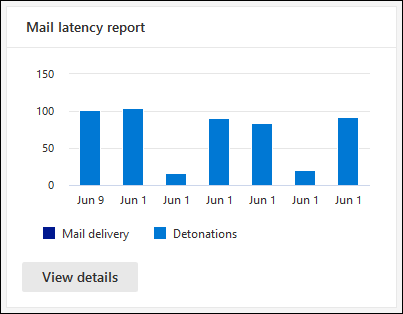 Mail latency report
150
100
50
0
Jun 9 Jun 1 Jun 1 Jun 1 Jun 1 Jun 1 Jun 1
Mail delivery Detonations
View details